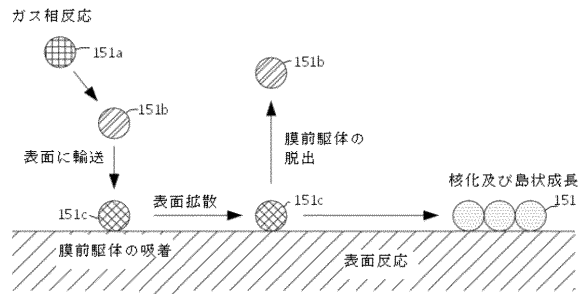 ガス相反応
151a
151b
151b
表面に輸送
膜前駆体の
脱出
核化及び島状成長
151c
表面拡散
151c
151
膜前駆体の吸着
表面反応